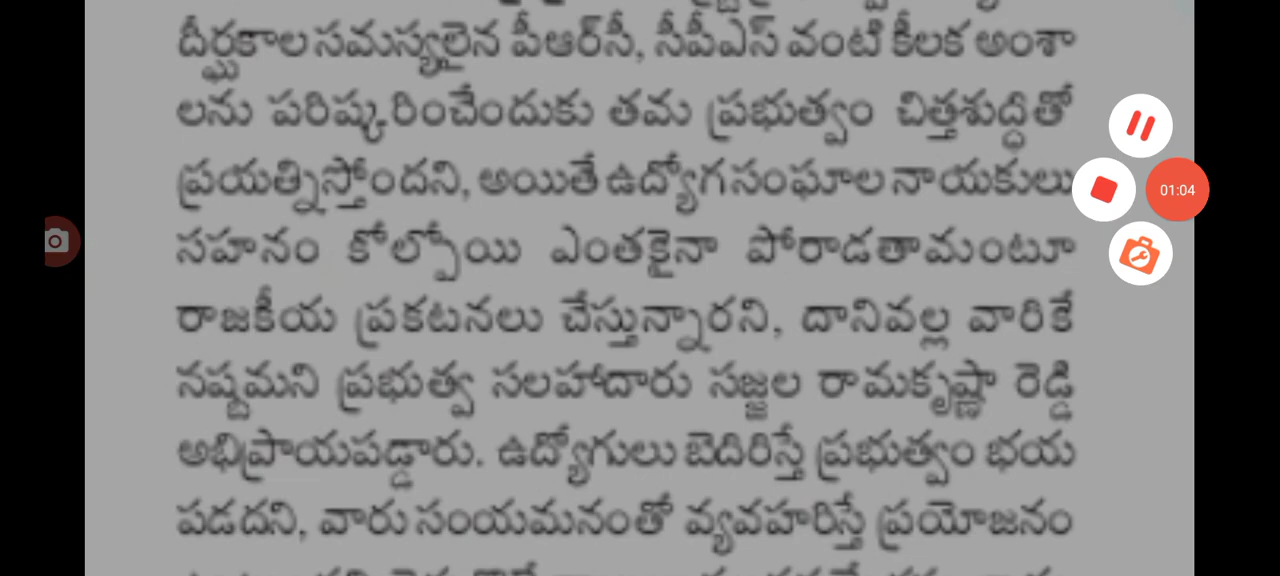 దీర్ఘకాల సమస్యలైన పీఆర్‌సీ, సీపీఎస్ వంటి కీలక అంశా
లను పరిష్కరించేందుకు తమ ప్రభుత్వం చిత్తశుద్ధితో
ప్రయత్నిస్తోందని, అయితే ఉద్యోగ సంఘాల నాయకులు
01:04
సహనం కోల్పోయి ఎంతకైనా పోరాడతామంటూ
రాజకీయ ప్రకటనలు చేస్తున్నారని, దానివల్ల వారికే
నష్టమని ప్రభుత్వ సలహాదారు సజ్జల రామకృష్ణా రెడ్డి
అభిప్రాయపడ్డారు. ఉద్యోగులు బెదిరిస్తే ప్రభుత్వం భయ
పడదని, వారు సంయమనంతో వ్యవహరిస్తే ప్రయోజనం